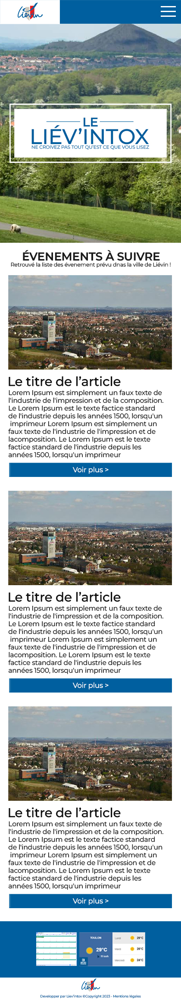 Liévin
LE
LIÉV'INTOX
NE CROIVEZ PAS TOUT QU'EST CE QUE VOUS LISEZ
ÉVENEMENTS À SUIVRE
Retrouvé la liste des évenement prévu dnas la ville de Liévin !
Le titre de l'article
Lorem Ipsum est simplement un faux texte de
l'industrie de l'impression et de la composition.
Le Lorem Ipsum est le texte factice standard
de l'industrie depuis les années 1500, lorsqu'un
imprimeur Lorem Ipsum est simplement un
faux texte de l'industrie de l'impression et de
lacomposition. Le Lorem Ipsum est le texte
factice standard de l'industrie depuis les
années 1500, lorsqu'un imprimeur
Voir plus >
Le titre de l'article
Lorem Ipsum est simplement un faux texte de
l'industrie de l'impression et de la composition.
Le Lorem Ipsum est le texte factice standard
de l'industrie depuis les années 1500, lorsqu'un
imprimeur Lorem Ipsum est simplement un
faux texte de l'industrie de l'impression et de
lacomposition. Le Lorem Ipsum est le texte
factice standard de l'industrie depuis les
années 1500, lorsqu'un imprimeur
Voir plus >
Le titre de l'article
Lorem Ipsum est simplement un faux texte de
l'industrie de l'impression et de la composition.
Le Lorem Ipsum est le texte factice standard
de l'industrie depuis les années 1500, lorsqu'un
imprimeur Lorem Ipsum est simplement un
faux texte de l'industrie de l'impression et de
lacomposition. Le Lorem Ipsum est le texte
factice standard de l'industrie depuis les
années 1500, lorsqu'un imprimeur
Voir plus >
TOULON
29°C
11 km/h
Lundi 29°C
Mardi 26°C
Mercredi 24°C
Liévin
Developper par Liev'intox ©Copyright 2023 - Mentions légales